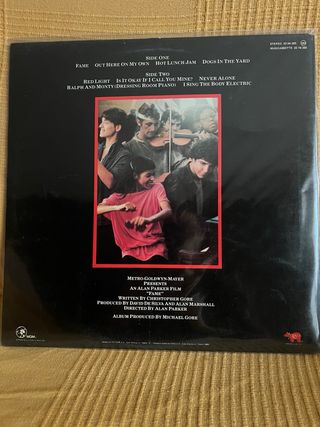 SIDE ONE
STEREO
FAME OUT HERE ON MY OWN HOT LUNCH JAM DOGS IN THE YARD
SIDE TWO
RED LIGHT IS IT OKAY IF I CALL YOU MINE? NEVER ALONE
RALPH AND MONTY (DRESSING ROOM PIANO) I SING THE BODY ELECTRIC
METRO-GOLDWYN-MAYER
PRESENTS
AN ALAN PARKER FILM
"FAME"
WRITTEN BY CHRISTOPHER GORE
PRODUCED BY DAVID DE SILVA AND ALAN MARSHALL
DIRECTED BY ALAN PARKER
ALBUM PRODUCED BY MICHAEL GORE
MGM
RSO